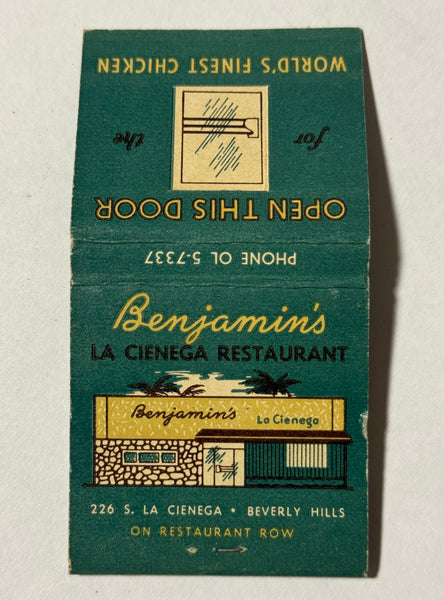 OPEN THIS DOOR
for the
WORLD'S FINEST CHICKEN
PHONE OL 5-7337
Benjamin's
LA CIENEGA RESTAURANT
Benjamin's La Cienega
226 S. LA CIENEGA • BEVERLY HILLS
ON RESTAURANT ROW